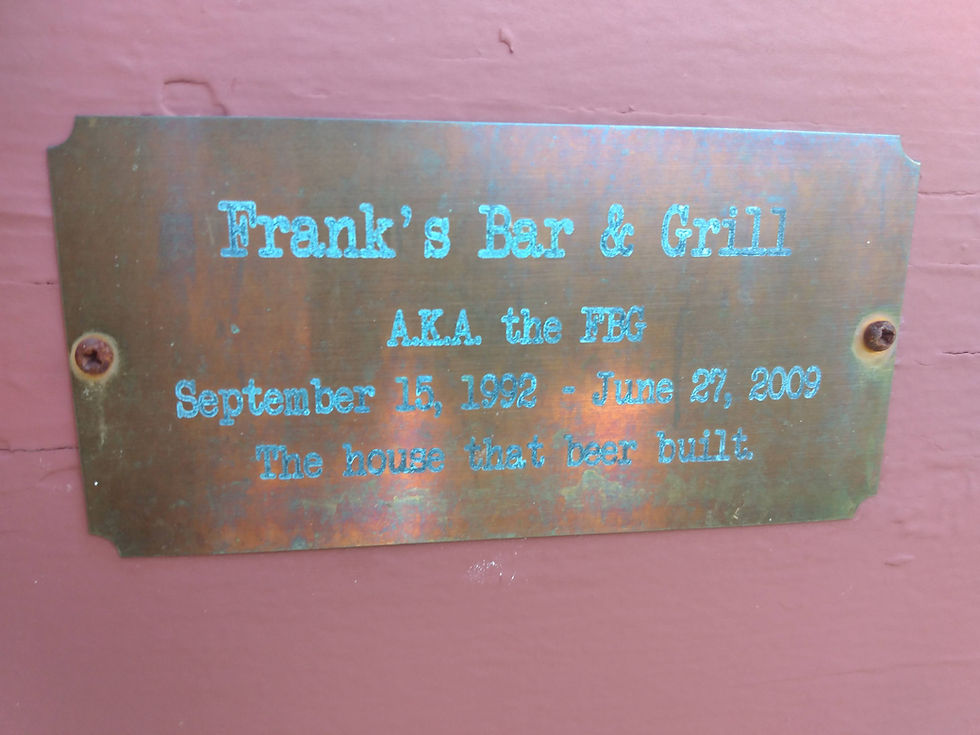 Frank's Bar & Grill
A.K.A. the FBG
September 15, 1992 - June 27, 2009
The house that beer built